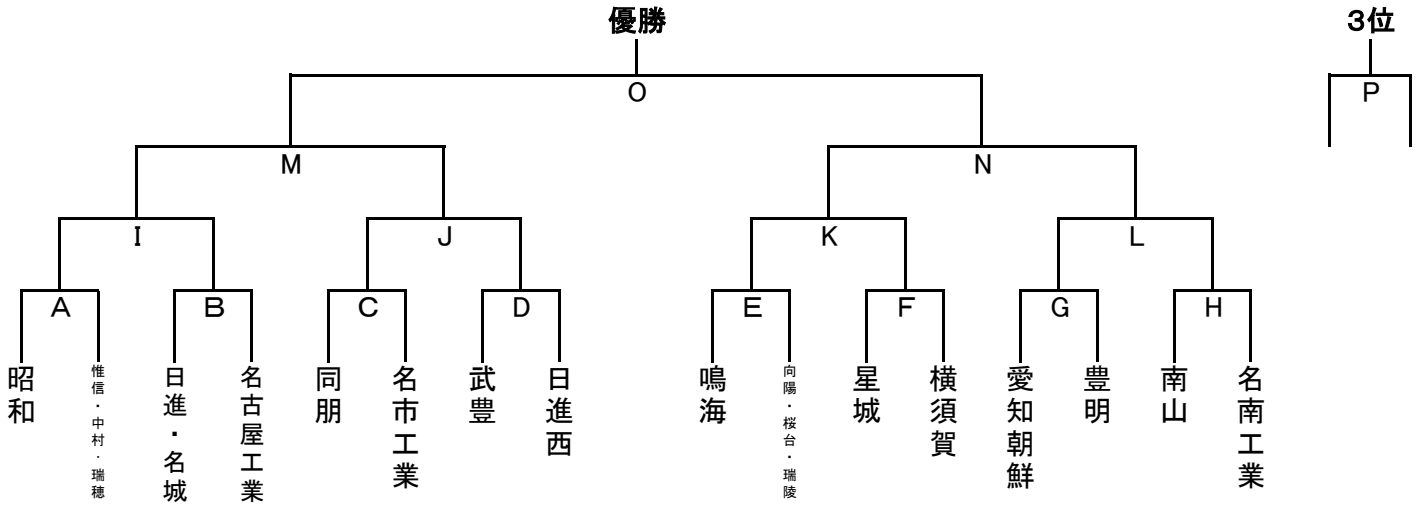 優勝
3位
O
P
M
N
I
J
K
L
A
B
C
D
E
F
G
H
昭和
惟信・中村・瑞穂
日進・名城
名古屋工業
同朋
名市工業
武豊
日進西
鳴海
向陽・桜台・瑞陵
星城
横須賀
愛知朝鮮
豊明
南山
名南工業